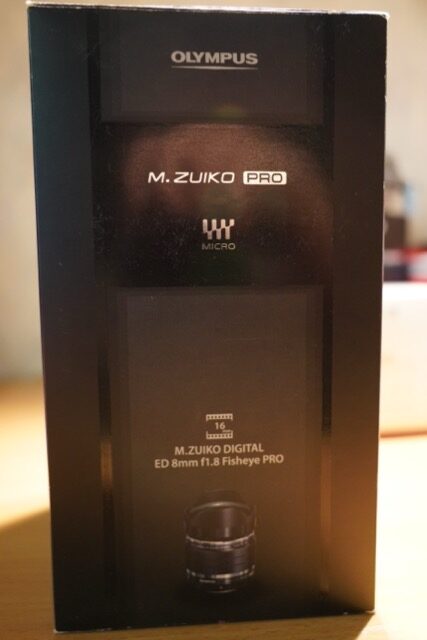 OLYMPUS
M.ZUIKO PRO
MICRO
16
M.ZUIKO DIGITAL
ED 8mm f1.8 Fisheye PRO